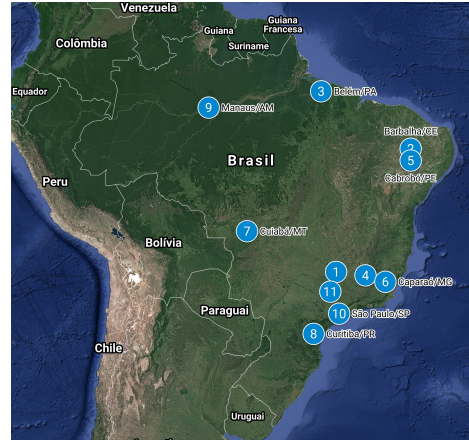 Venezuela
Guiana
Francesa
Colômbia
Guiana
Suriname
Equador
3 Belém/PA
9 Manaus/AM
Barbalha/CE
2
Brasil
5
Cabrobó/PE
Peru
7 Cuiabá/MT
Bolívia
1
4
6 Caparaó/MG
11
Paraguai
10 São Paulo/SP
8 Curitiba/PR
Chile
Uruguai